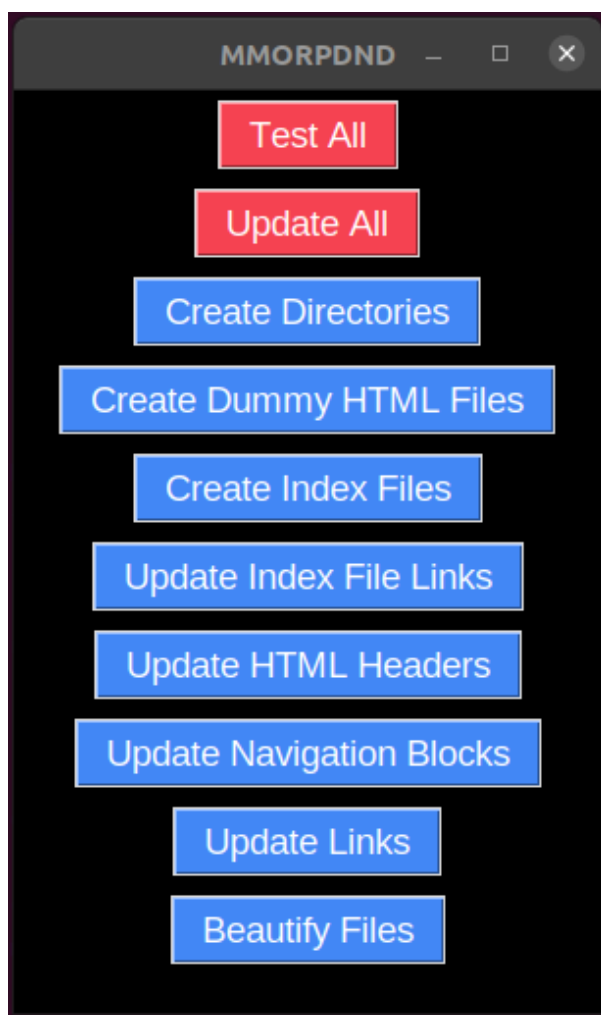 MMORPDND
Test All
Update All
Create Directories
Create Dummy HTML Files
Create Index Files
Update Index File Links
Update HTML Headers
Update Navigation Blocks
Update Links
Beautify Files